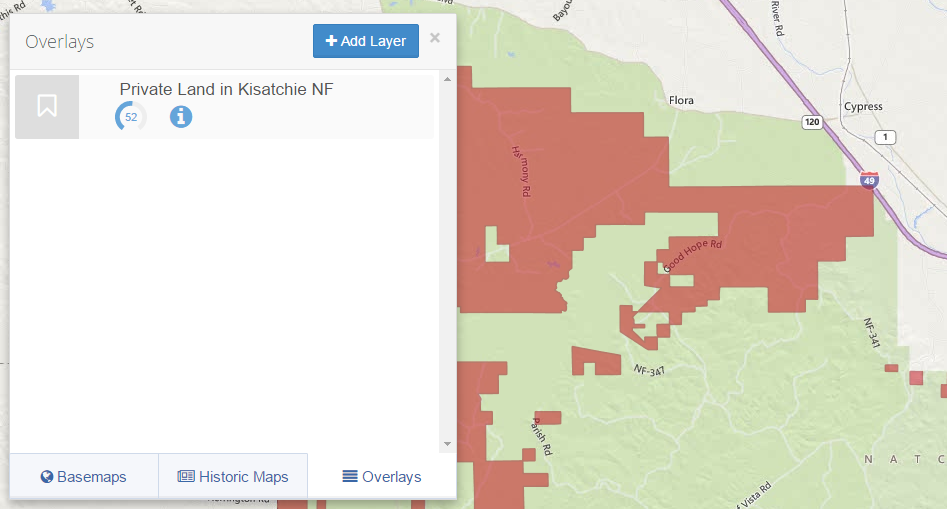 Overlays
+ Add Layer
×
Private Land in Kisatchie NF
52
i
Basemaps
Historic Maps
Overlays
Bayou
River Rd
Flora
Cypress
120
1
49
Harmony Rd
Good Hope Rd
NF-341
NF-347
Parish Rd
N A T C
f Vista Rd